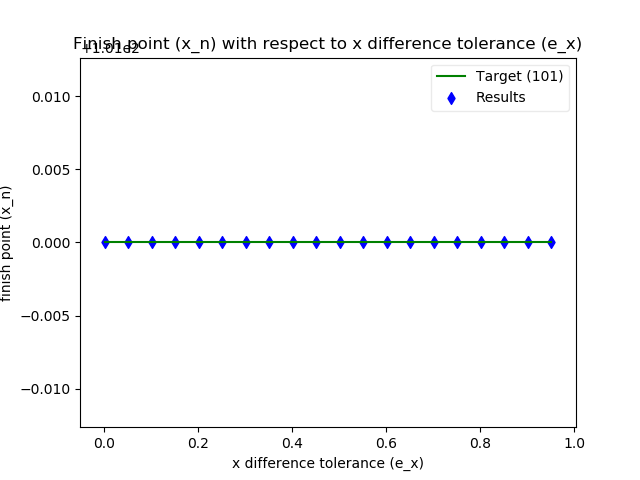 Finish point (x_n) with respect to x difference tolerance (e_x)
+1.01e2
Target (101)
Results
0.010
0.005
0.000
−0.005
−0.010
finish point (x_n)
0.0 0.2 0.4 0.6 0.8 1.0
x difference tolerance (e_x)